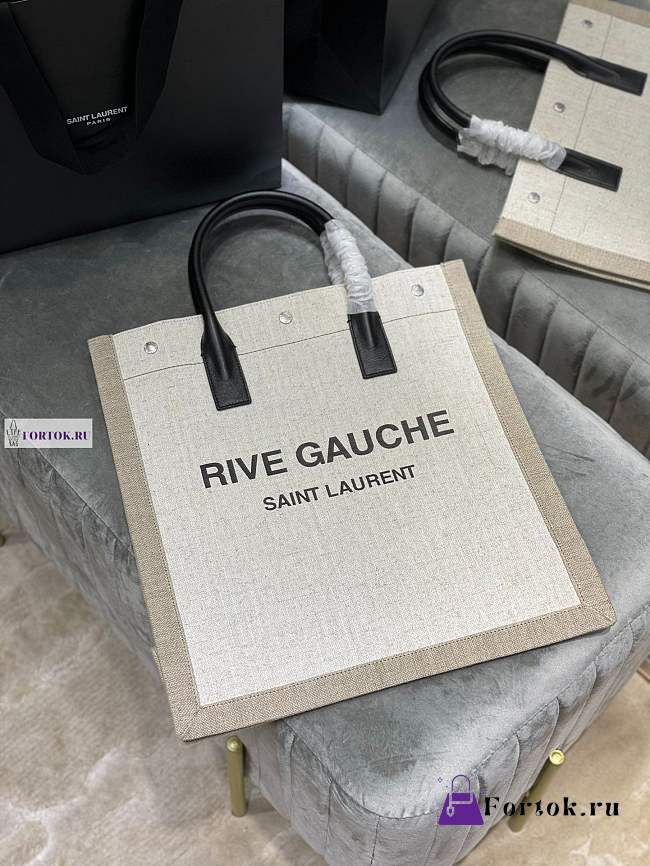 SAINT LAURENT
PARIS
FORTOK.RU
RIVE GAUCHE
SAINT LAURENT
Fortok.ru